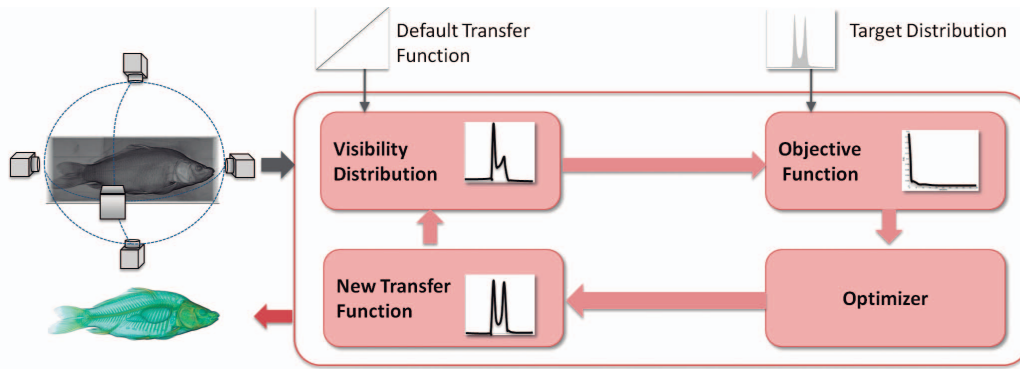 Default Transfer
Function
Target Distribution
Visibility
Distribution
Objective
Function
New Transfer
Function
Optimizer